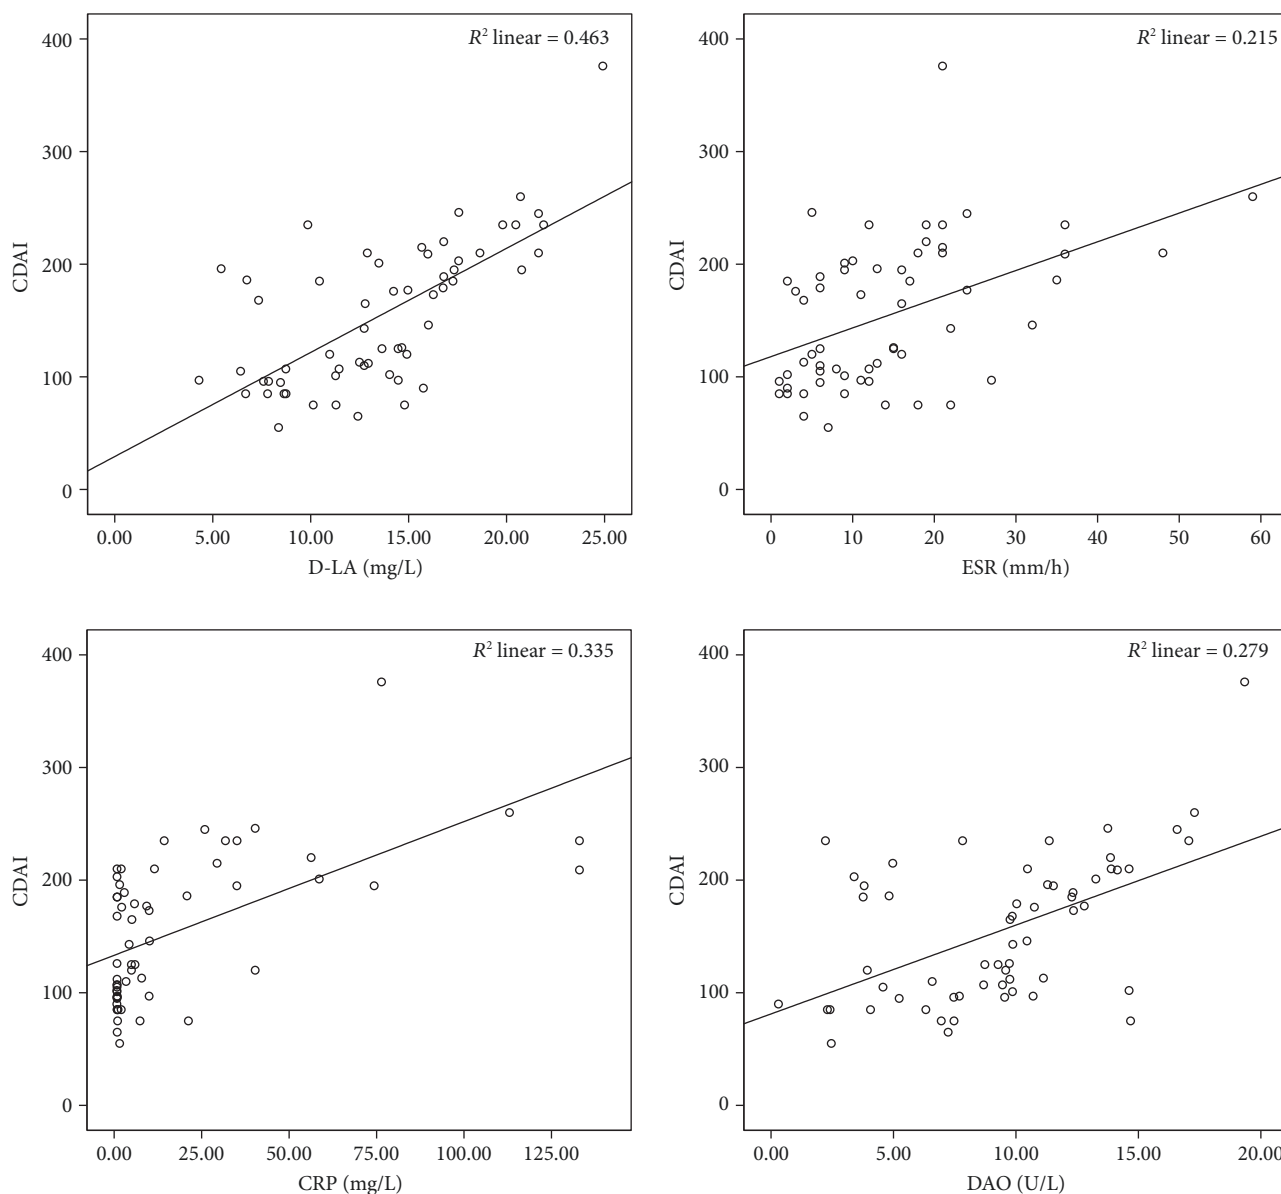 R² linear = 0.463
400
300
200
100
0
CDAI
0.00 5.00 10.00 15.00 20.00 25.00
D-LA (mg/L)
R² linear = 0.215
400
300
200
100
0
CDAI
0 10 20 30 40 50 60
ESR (mm/h)
R² linear = 0.335
400
300
200
100
0
CDAI
0.00 25.00 50.00 75.00 100.00 125.00
CRP (mg/L)
R² linear = 0.279
400
300
200
100
0
CDAI
0.00 5.00 10.00 15.00 20.00
DAO (U/L)